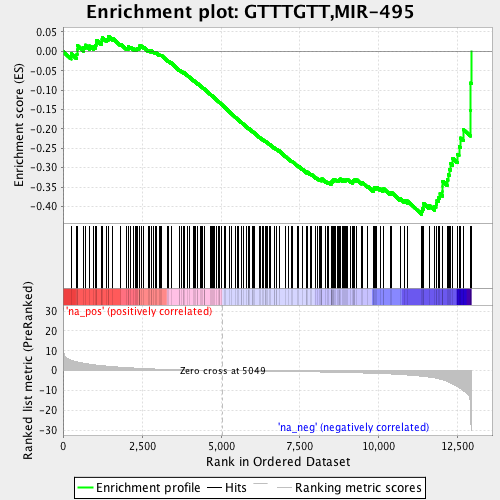 Enrichment plot: GTTTGTT,MIR-495
Enrichment score (ES)
0.05
0.00
-0.05
-0.10
-0.15
-0.20
-0.25
-0.30
-0.35
-0.40
'na_pos' (positively correlated)
Ranked list metric (PreRanked)
30
20
10
0
-10
-20
-30
Zero cross at 5049
'na_neg' (negatively correlated)
0
2,500
5,000
7,500
10,000
12,500
Rank in Ordered Dataset
Enrichment profile
Hits
Ranking metric scores